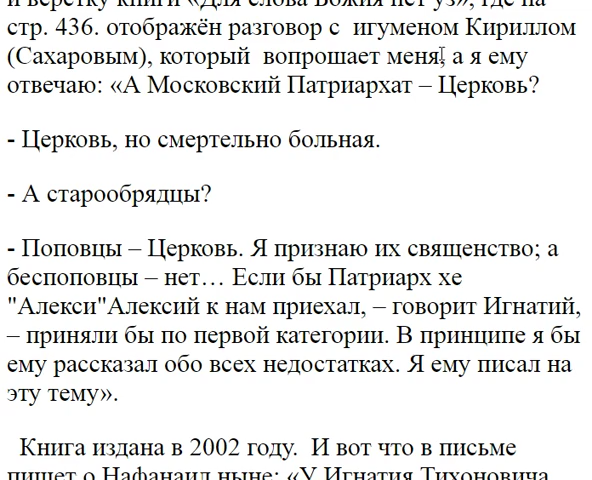 и верстку книги «Для слова Божия нет уз», где на
стр. 436. отображён разговор с игуменом Кириллом
(Сахаровым), который вопрошает меня, а я ему
отвечаю: «А Московский Патриархат – Церковь?
- Церковь, но смертельно больная.
- А старообрядцы?
- Поповцы – Церковь. Я признаю их священство; а
беспоповцы – нет… Если бы Патриарх хе
"Алекси"Алексий к нам приехал, – говорит Игнатий,
– приняли бы по первой категории. В принципе я бы
ему рассказал обо всех недостатках. Я ему писал на
эту тему».
Книга издана в 2002 году. И вот что в письме
пишет о Нафанаил ныне: «У Игнатия Тихоновича